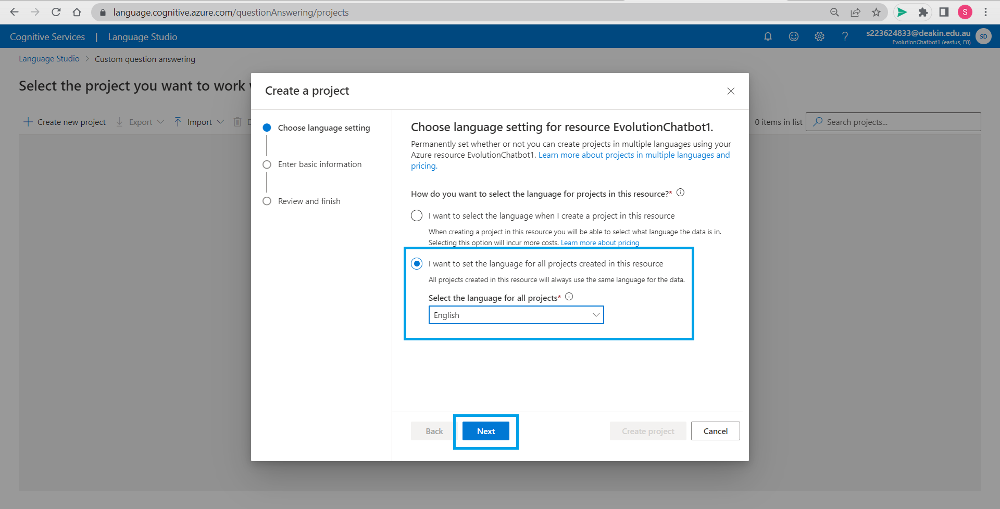 language.cognitive.azure.com/questionAnswering/projects
S
Cognitive Services | Language Studio
s223624833@deakin.edu.au
EvolutionChatbot1 (eastus, F0)
SD
Language Studio > Custom question answering
Select the project you want to work
Create new project
Export
Import
D
0 items in list
Search projects...
Create a project
Choose language setting
Enter basic information
Review and finish
Choose language setting for resource EvolutionChatbot1.
Permanently set whether or not you can create projects in multiple languages using your
Azure resource EvolutionChatbot1. Learn more about projects in multiple languages and
pricing.
How do you want to select the language for projects in this resource?*
I want to select the language when I create a project in this resource
When creating a project in this resource you will be able to select what language the data is in.
Selecting this option will incur more costs. Learn more about pricing
I want to set the language for all projects created in this resource
All projects created in this resource will always use the same language for the data.
Select the language for all projects*
English
Back
Next
Create project
Cancel